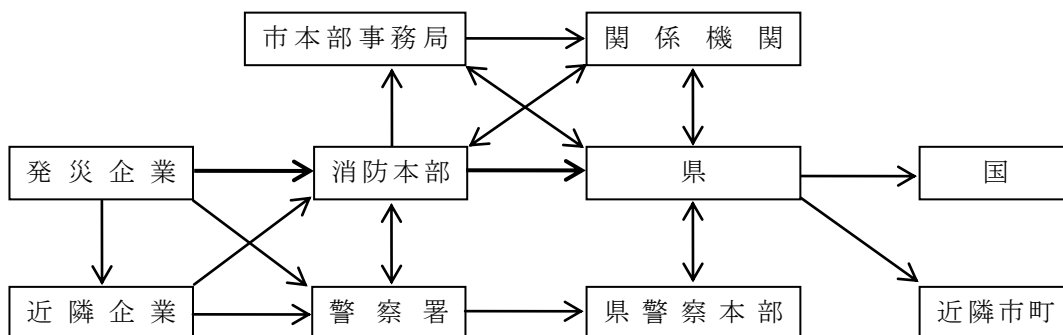 市本部事務局
関係機関
発災企業
消防本部
県
国
近隣企業
警察署
県警察本部
近隣市町